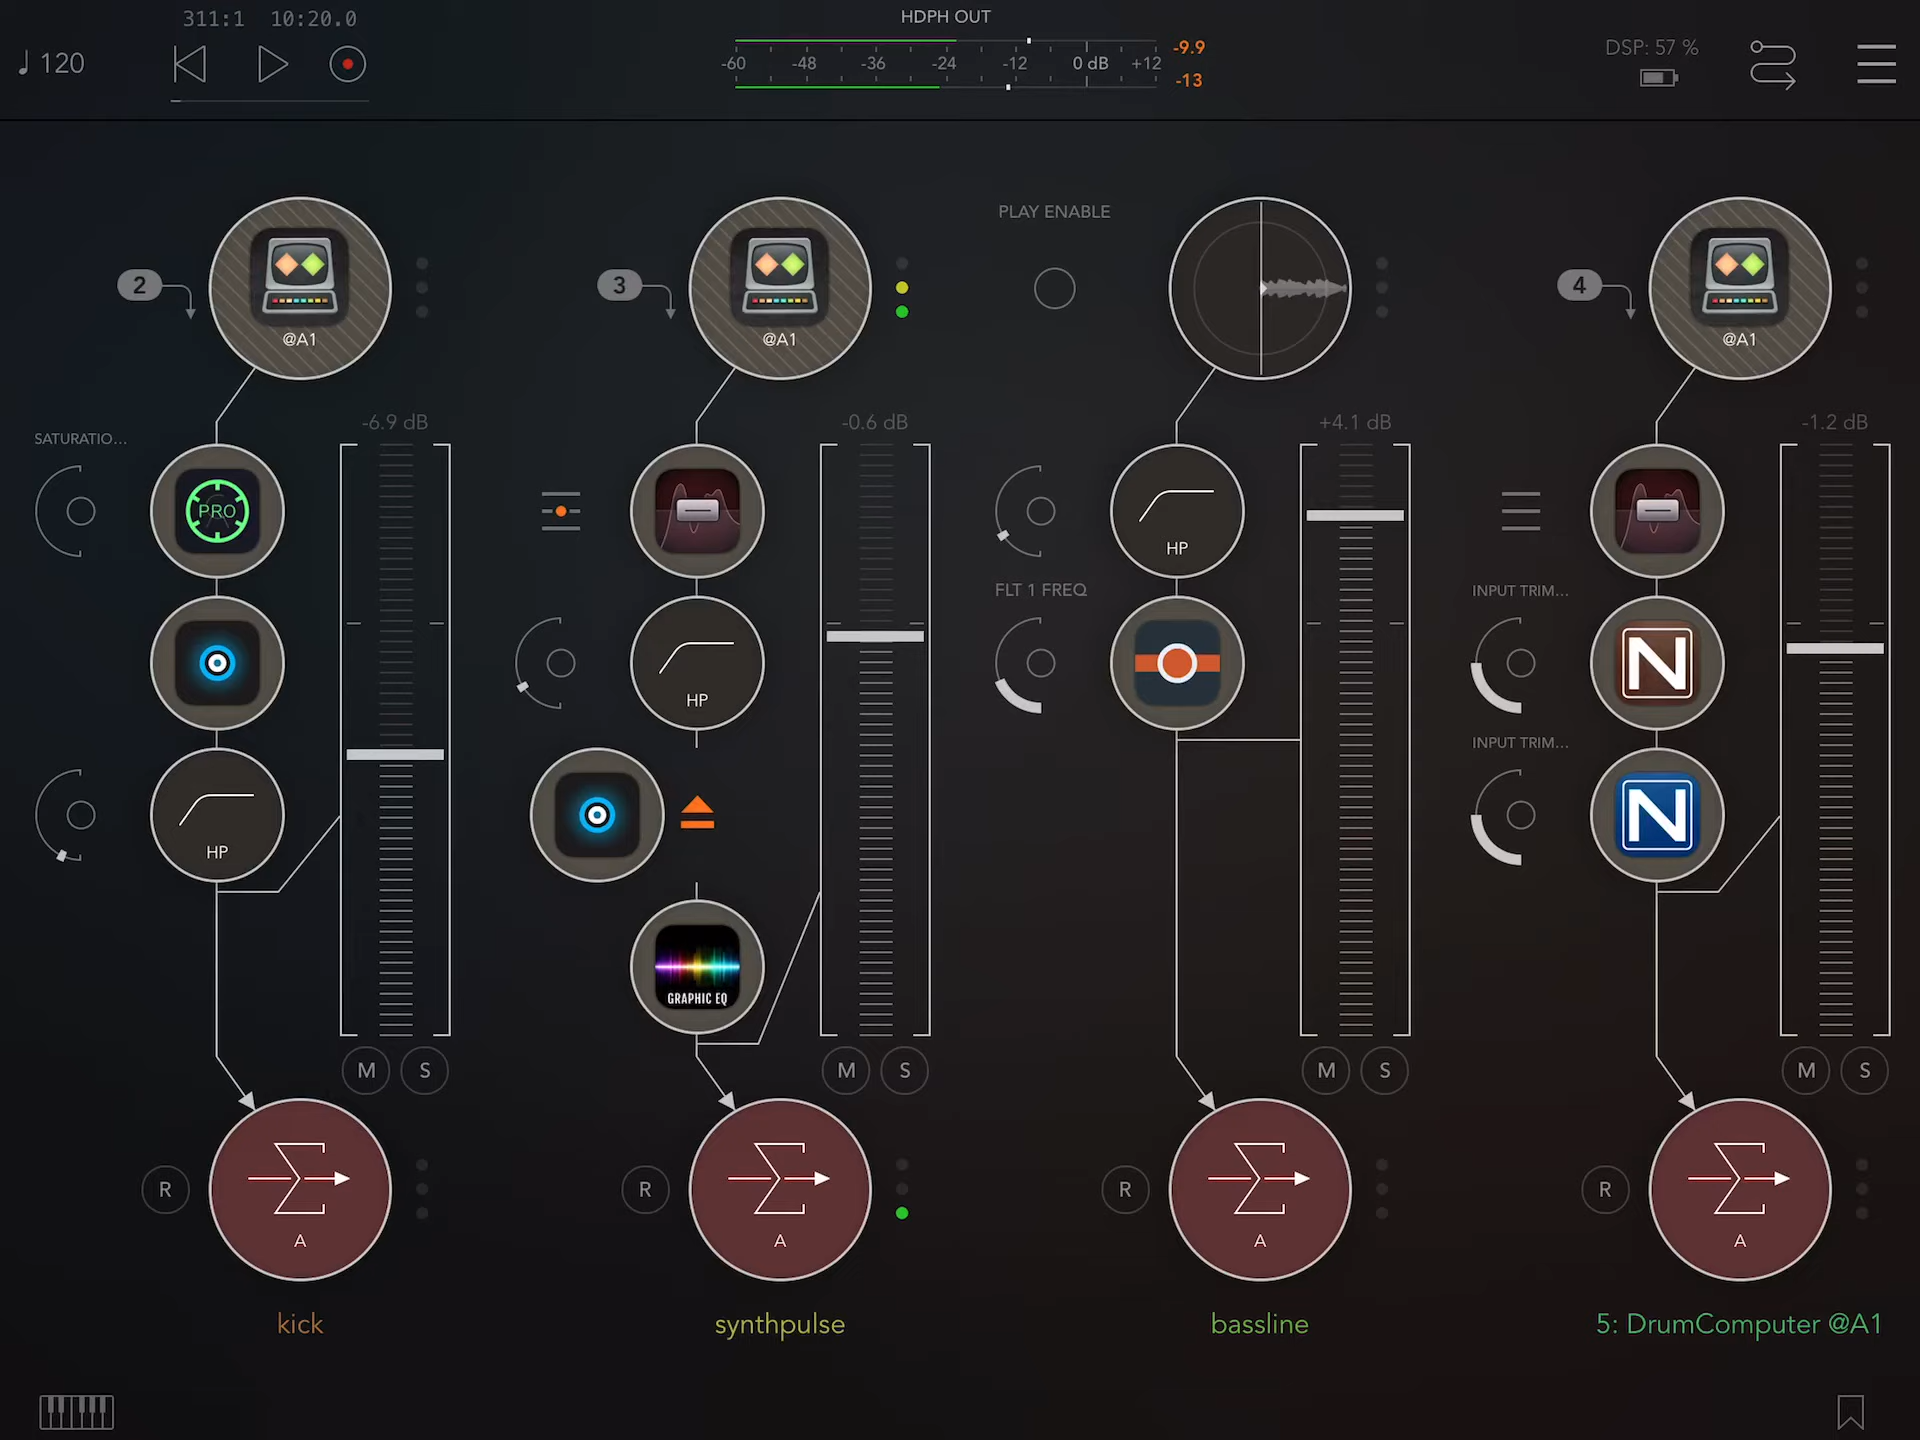 311:1 10:20.0
HDPH OUT
120
-60 -48 -36 -24 -12 0 dB +12
-9.9
-13
DSP: 57 %
2
@A1
3
@A1
PLAY ENABLE
4
@A1
-6.9 dB
-0.6 dB
+4.1 dB
-1.2 dB
SATURATIO...
PRO
HP
FLT 1 FREQ
INPUT TRIM...
HP
N
INPUT TRIM...
HP
N
GRAPHIC EQ
M S
M S
M S
M S
R
A
R
A
R
A
R
A
kick
synthpulse
bassline
5: DrumComputer @A1